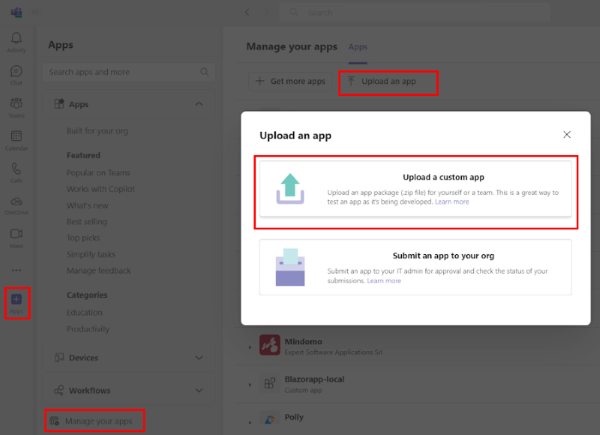 Search
Activity
Chat
Teams
Calendar
Calls
OneDrive
Meet
Apps
Apps
Search apps and more
Apps
Built for your org
Featured
Popular on Teams
Works with Copilot
What's new
Best selling
Top picks
Simplify tasks
Manage feedback
Categories
Education
Productivity
Devices
Workflows
Manage your apps
Manage your apps Apps
Get more apps Upload an app
Upload an app
Upload a custom app
Upload an app package (.zip file) for yourself or a team. This is a great way to
test an app as it's being developed. Learn more
Submit an app to your org
Submit an app to your IT admin for approval and check the status of your
submissions. Learn more
Mindomo
Expert Software Applications Srl
Blazorapp-local
Custom app
Polly